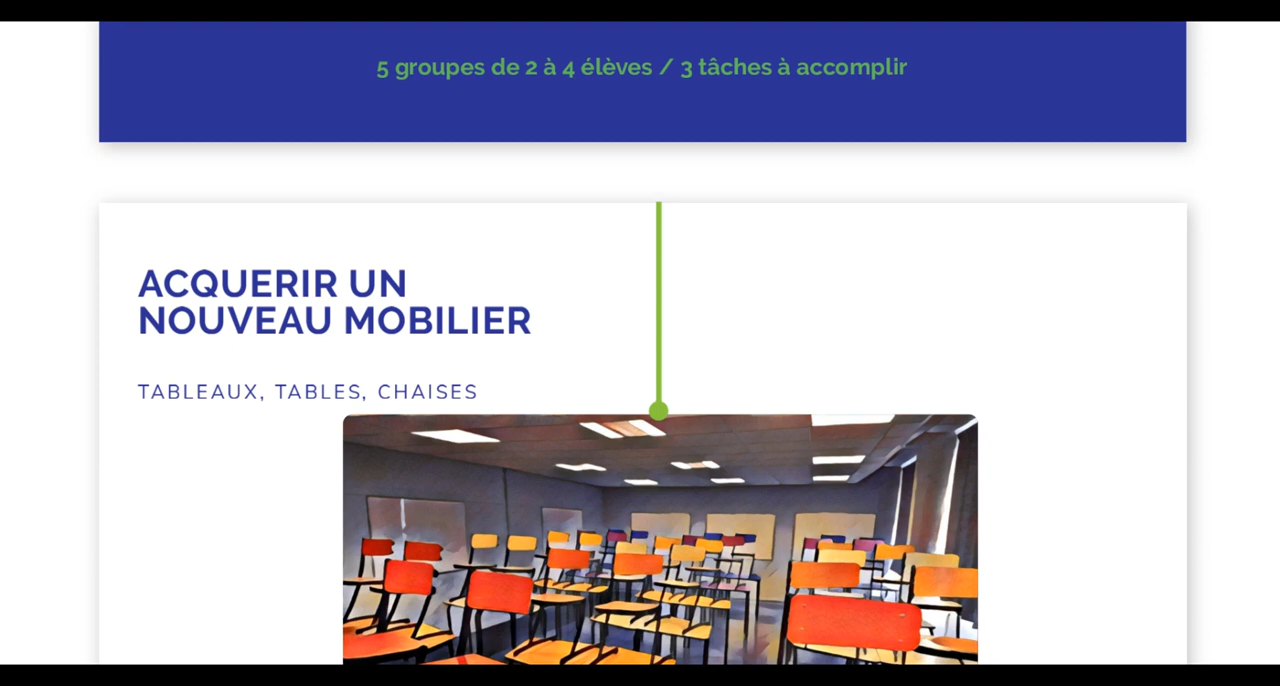 5 groupes de 2 à 4 élèves / 3 tâches à accomplir
ACQUERIR UN
NOUVEAU MOBILIER
TABLEAUX, TABLES, CHAISES